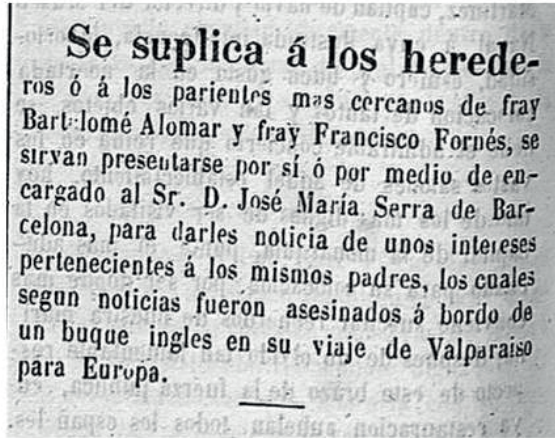 Se suplica á los herede-
ros ó á los parientes mas cercanos de fray
Bartolomé Alomar y fray Francisco Fornés, se
sirvan presentarse por sí ó por medio de en-
cargado al Sr. D. José María Serra de Bar-
celona, para darles noticia de unos intereses
pertenecientes á los mismos padres, los cuales
segun noticias fueron asesinados á bordo de
un buque ingles en su viaje de Valparaiso
para Europa.